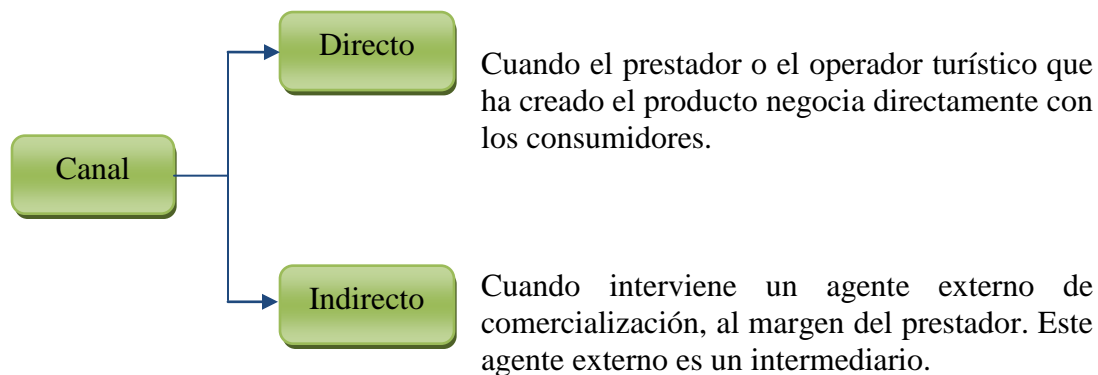 Directo
Cuando el prestador o el operador turístico que
ha creado el producto negocia directamente con
los consumidores.
Canal
Indirecto
Cuando interviene un agente externo de
comercialización, al margen del prestador. Este
agente externo es un intermediario.